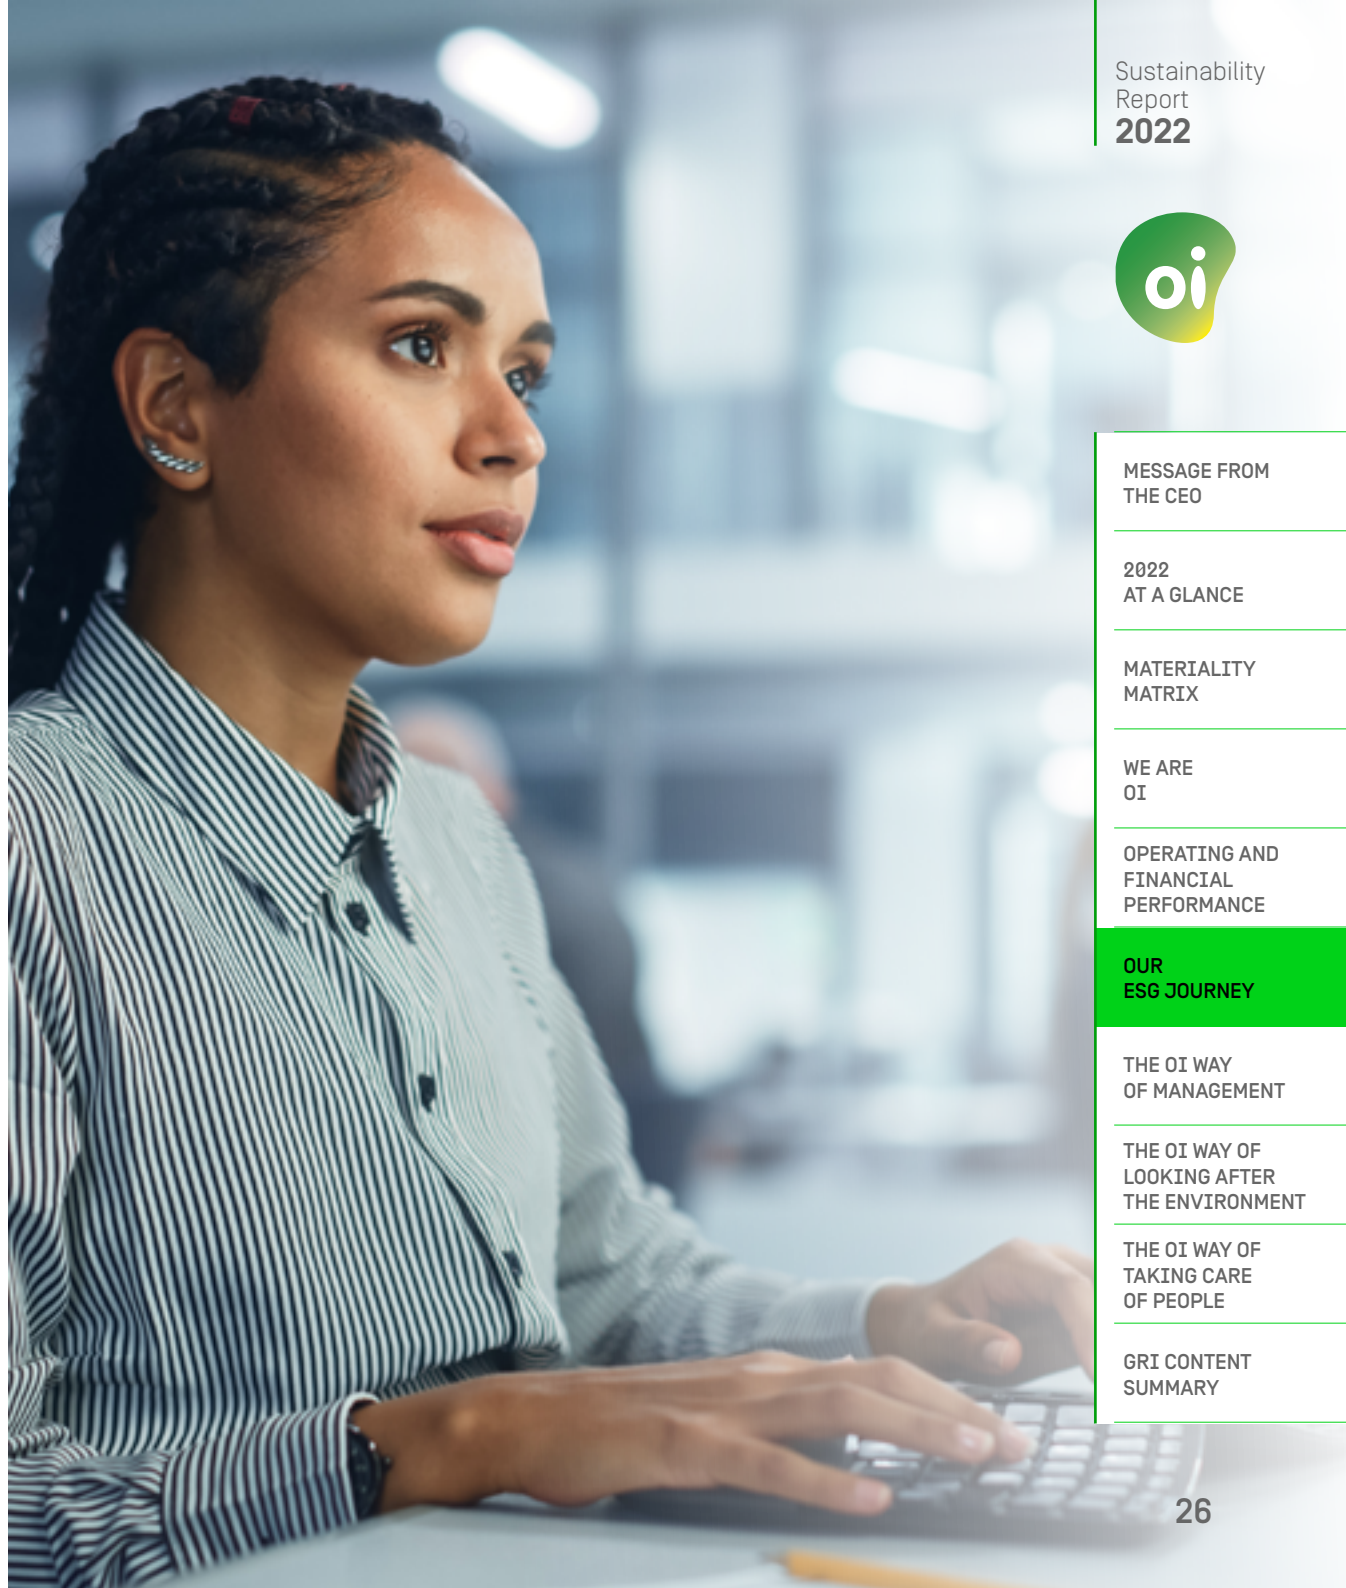 Sustainability
Report
2022
oi
MESSAGE FROM
THE CEO
2022
AT A GLANCE
MATERIALITY
MATRIX
WE ARE
OI
OPERATING AND
FINANCIAL
PERFORMANCE
OUR
ESG JOURNEY
THE OI WAY
OF MANAGEMENT
THE OI WAY OF
LOOKING AFTER
THE ENVIRONMENT
THE OI WAY OF
TAKING CARE
OF PEOPLE
GRI CONTENT
SUMMARY
26